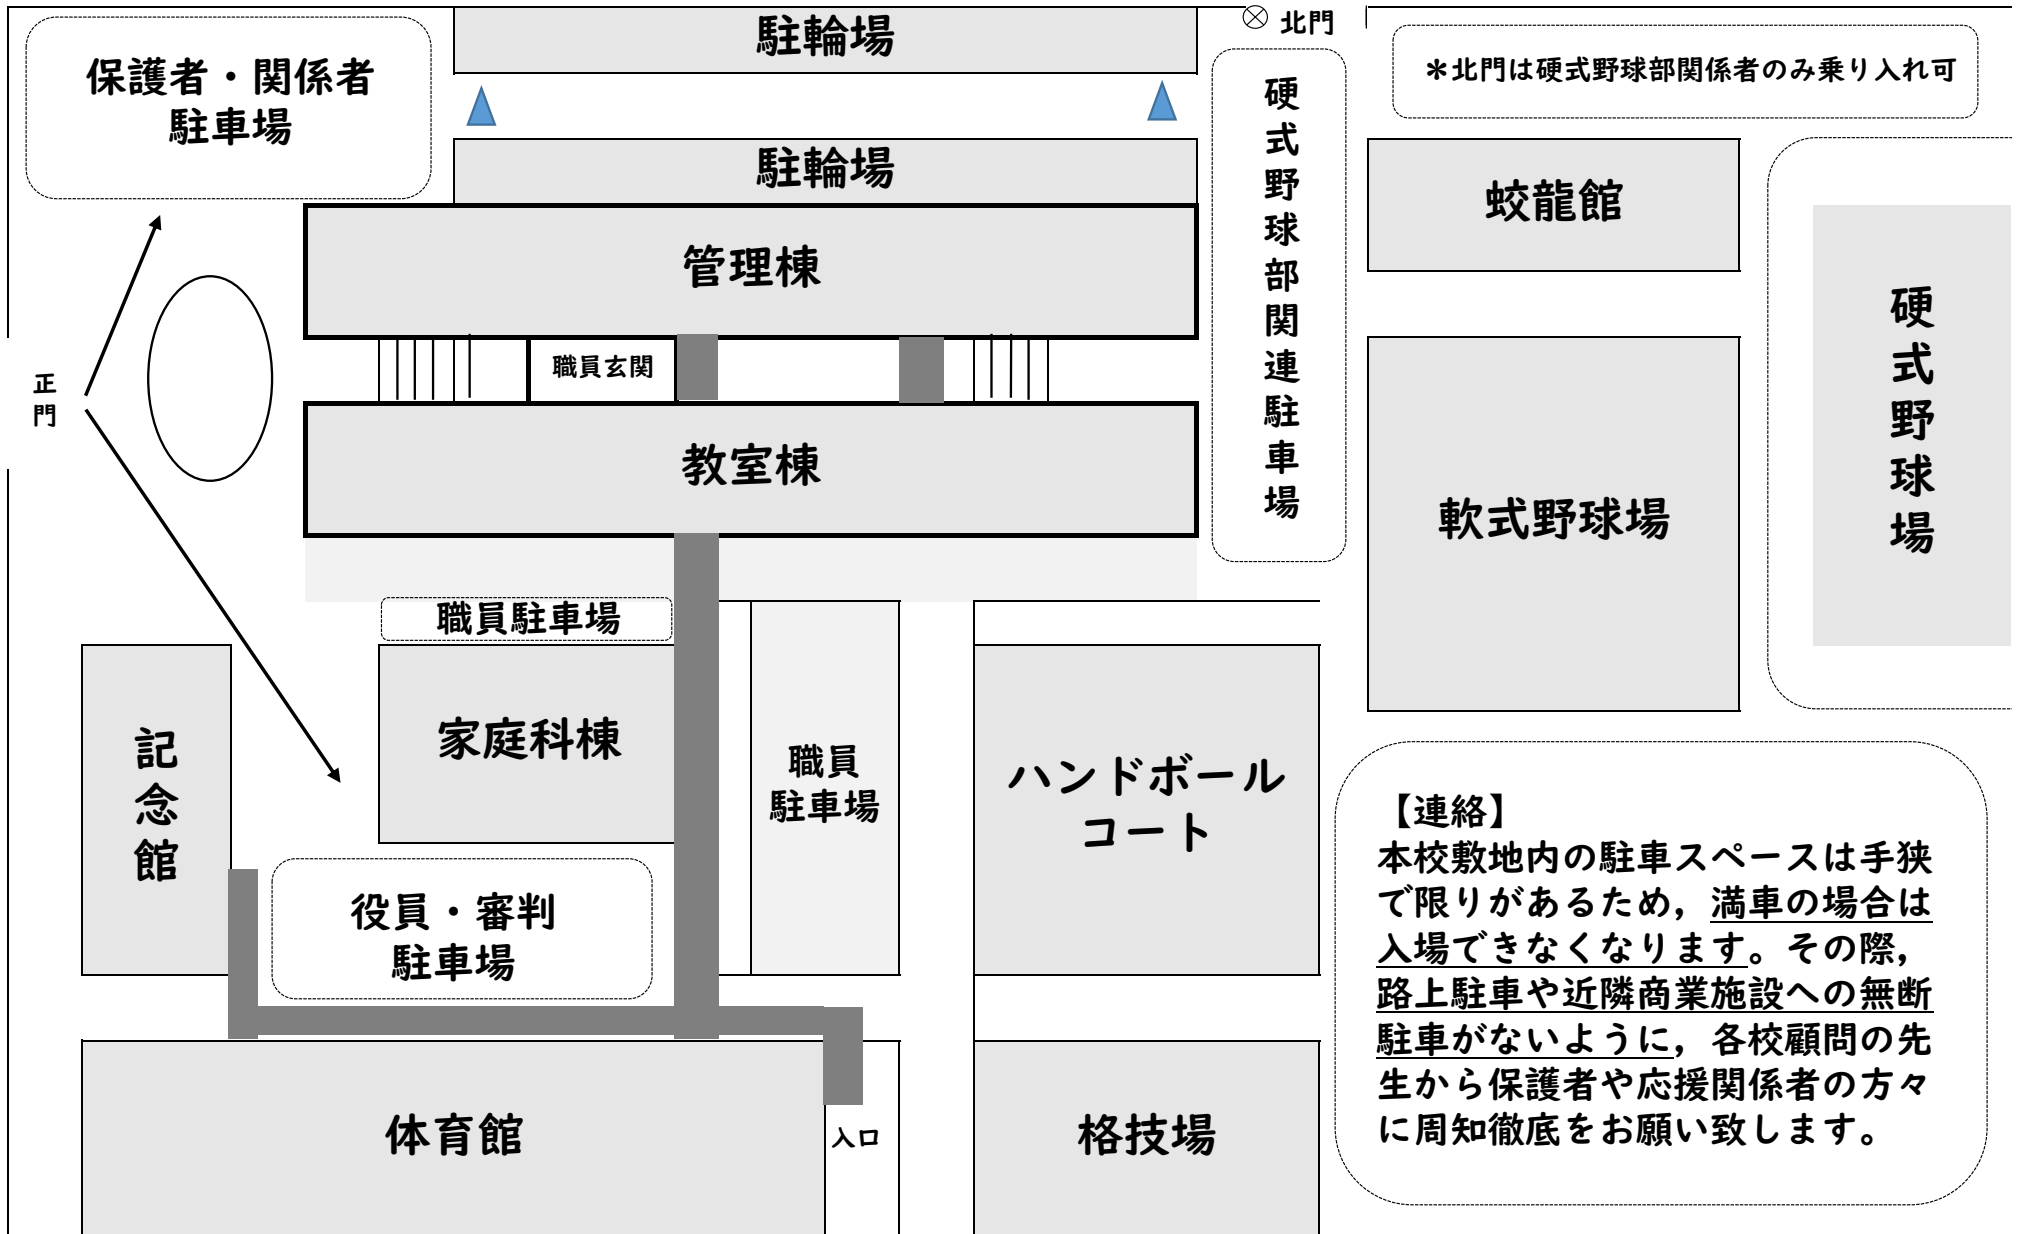 駐輪場
北門
保護者・関係者
駐車場
＊北門は硬式野球部関係者のみ乗り入れ可
駐輪場
硬式野球部関連駐車場
蛟龍館
管理棟
硬式野球場
正門
職員玄関
教室棟
軟式野球場
職員駐車場
記念館
家庭科棟
職員
駐車場
ハンドボール
コート
役員・審判
駐車場
【連絡】
本校敷地内の駐車スペースは手狭
で限りがあるため，満車の場合は
入場できなくなります。その際，
路上駐車や近隣商業施設への無断
駐車がないように，各校顧問の先
生から保護者や応援関係者の方々
に周知徹底をお願い致します。
体育館
入口
格技場